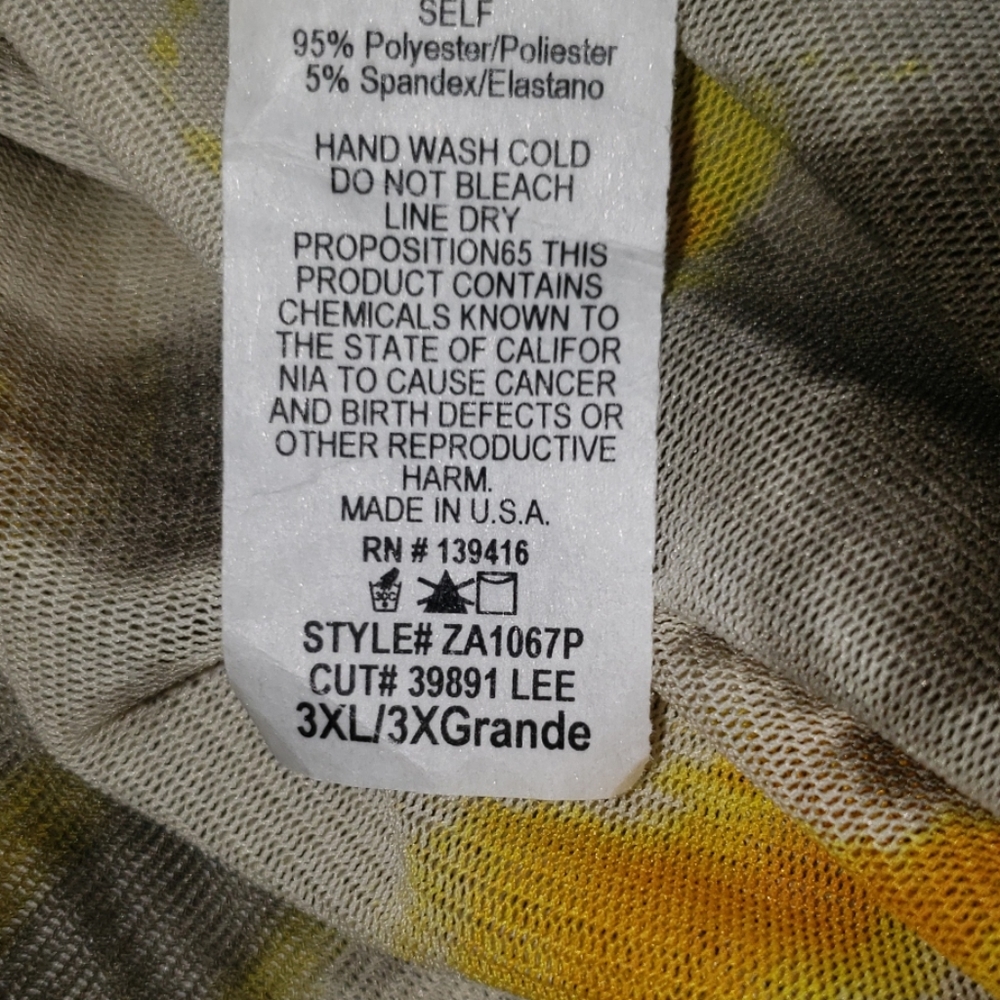 SELF
95% Polyester/Poliester
5% Spandex/Elastano
HAND WASH COLD
DO NOT BLEACH
LINE DRY
PROPOSITION65 THIS
PRODUCT CONTAINS
CHEMICALS KNOWN TO
THE STATE OF CALIFOR
NIA TO CAUSE CANCER
AND BIRTH DEFECTS OR
OTHER REPRODUCTIVE
HARM.
MADE IN U.S.A.
RN # 139416
30C
STYLE# ZA1067P
CUT# 39891 LEE
3XL/3XGrande